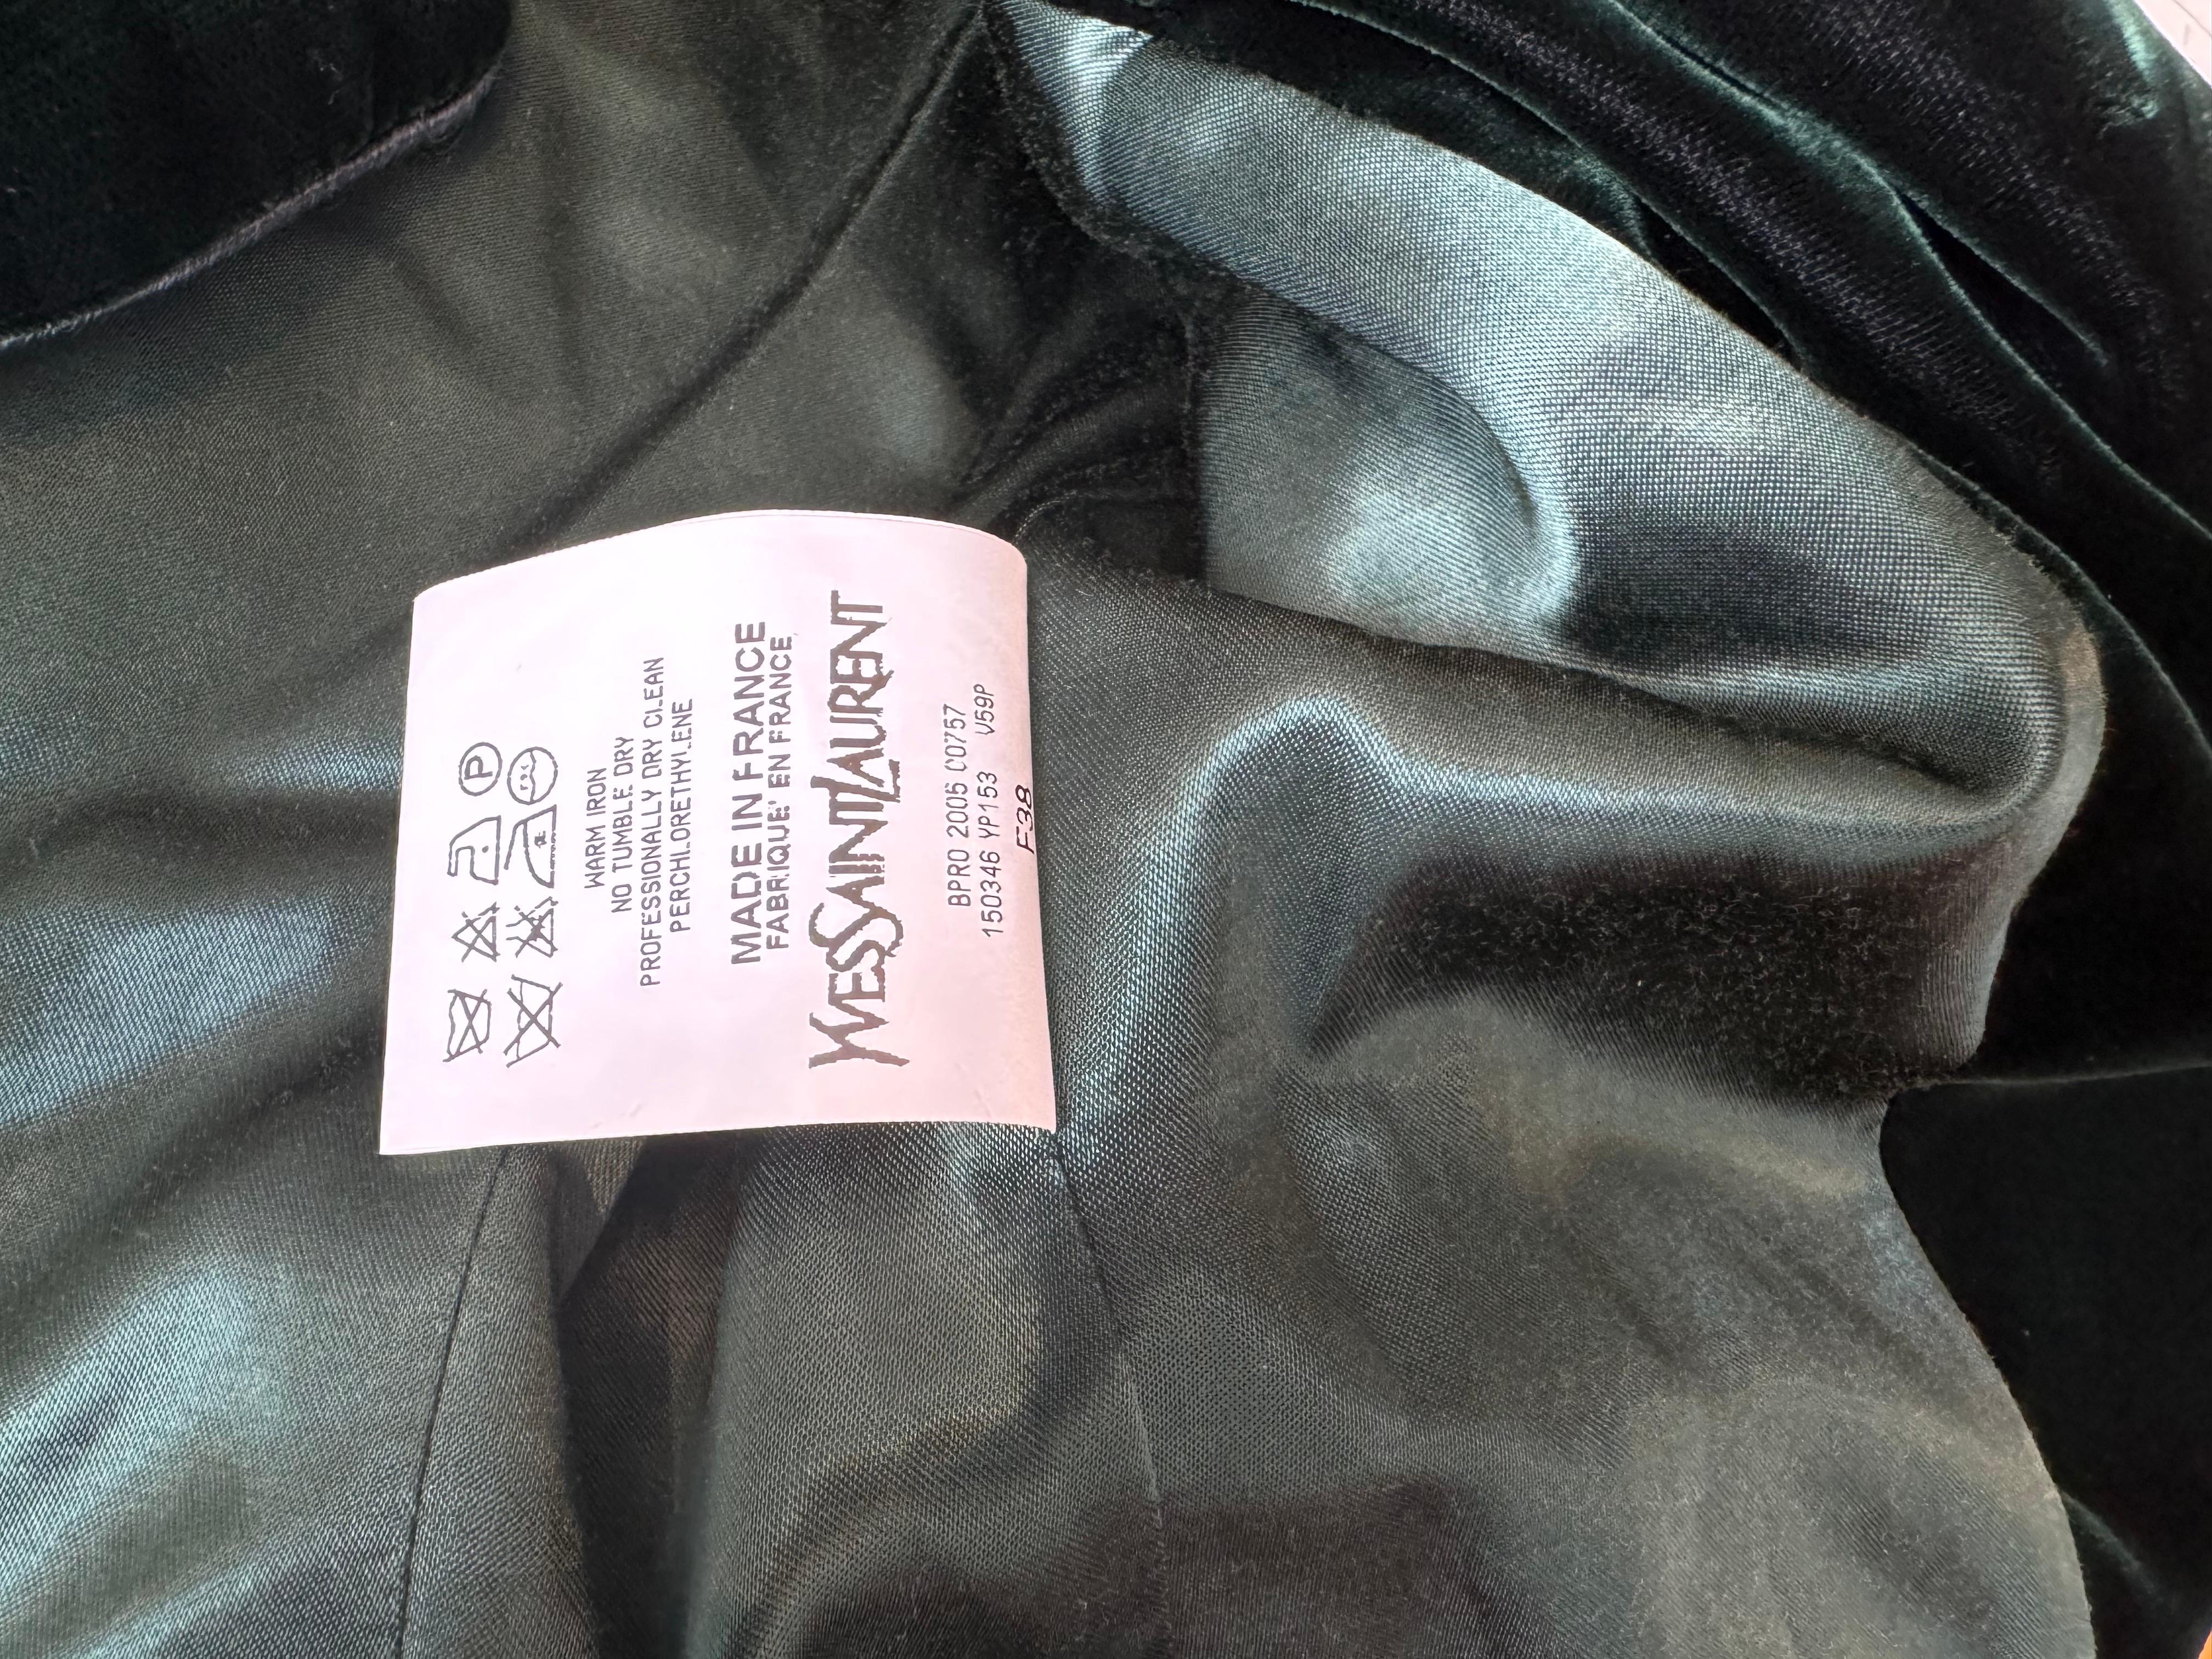 P
WARM IRON
NO TUMBLE DRY
PROFESSIONALLY DRY CLEAN
PERCHLORETHYLENE
MADE IN FRANCE
FABRIQUE' EN FRANCE
YVESSAINTLAURENT
BPRO 2005 C0757
150346 YP153 V59P
F38